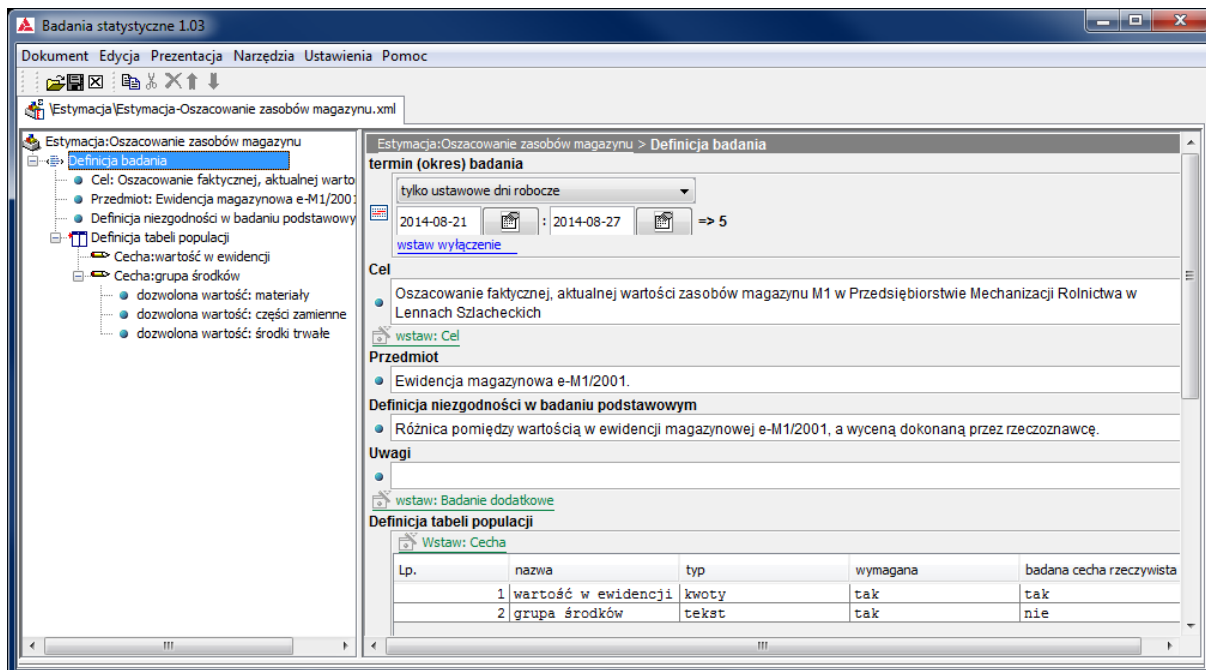 Badania statystyczne 1.03
Dokument Edycja Prezentacja Narzędzia Ustawienia Pomoc
\Estymacja\Estymacja-Oszacowanie zasobów magazynu.xml
Estymacja:Oszacowanie zasobów magazynu
Definicja badania
Cel: Oszacowanie faktycznej, aktualnej warto
Przedmiot: Ewidencja magazynowa e-M1/2001
Definicja niezgodności w badaniu podstawowy
Definicja tabeli populacji
Cecha:wartość w ewidencji
Cecha:grupa środków
dozwolona wartość: materiały
dozwolona wartość: części zamienne
dozwolona wartość: środki trwałe
Estymacja:Oszacowanie zasobów magazynu > Definicja badania
termin (okres) badania
tylko ustawowe dni robocze
2014-08-21 : 2014-08-27 => 5
wstaw wyłączenie
Cel
Oszacowanie faktycznej, aktualnej wartości zasobów magazynu M1 w Przedsiębiorstwie Mechanizacji Rolnictwa w
Lennach Szlacheckich
wstaw: Cel
Przedmiot
Ewidencja magazynowa e-M1/2001.
Definicja niezgodności w badaniu podstawowym
Różnica pomiędzy wartością w ewidencji magazynowej e-M1/2001, a wyceną dokonaną przez rzeczoznawcę.
Uwagi
wstaw: Badanie dodatkowe
Definicja tabeli populacji
Wstaw: Cecha
Lp. nazwa typ wymagana badana cecha rzeczywista
1 wartość w ewidencji kwoty tak tak
2 grupa środków tekst tak nie